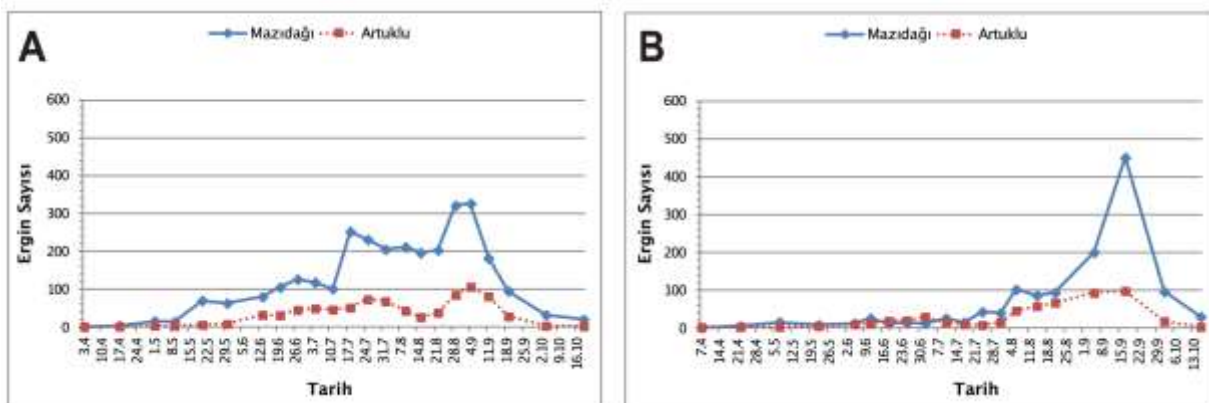 A
Mazıdağı Artuklu
Ergin Sayısı
600
500
400
300
200
100
0
3.4 10.4 17.4 24.4 1.5 8.5 15.5 22.5 29.5 5.6 12.6 19.6 26.6 3.7 10.7 17.7 24.7 31.7 7.8 14.8 21.8 28.8 4.9 11.9 18.9 25.9 2.10 9.10 16.10
Tarih
B
Mazıdağı Artuklu
Ergin Sayısı
600
500
400
300
200
100
0
7.4 14.4 21.4 28.4 5.5 12.5 19.5 26.5 2.6 9.6 16.6 23.6 30.6 7.7 14.7 21.7 28.7 4.8 11.8 18.8 25.8 1.9 8.9 15.9 22.9 29.9 6.10 13.10
Tarih